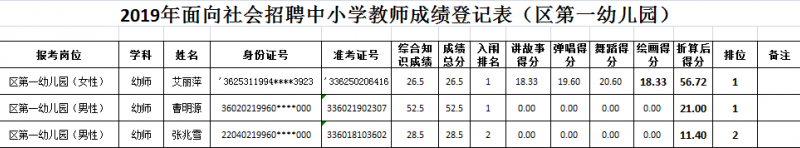 2019年面向社会招聘中小学教师成绩登记表（区第一幼儿园）
报考岗位 学科 姓名 身份证号 准考证号 综合知识成绩 成绩总分 入闱排名 讲故事得分 弹唱得分 舞蹈得分 绘画得分 折算后得分 排位 备注
区第一幼儿园（女性） 幼师 艾丽萍 '3625311994****3923 '336250206416 26.5 26.5 1 18.33 19.60 20.60 18.33 56.72 1
区第一幼儿园（男性） 幼师 曹明源 36020219960****000 336021902307 52.5 52.5 1 0.00 0.00 0.00 0.00 21.00 1
区第一幼儿园（男性） 幼师 张兆雪 22040219960****000 336018103602 28.5 28.5 2 0.00 0.00 0.00 0.00 11.40 2